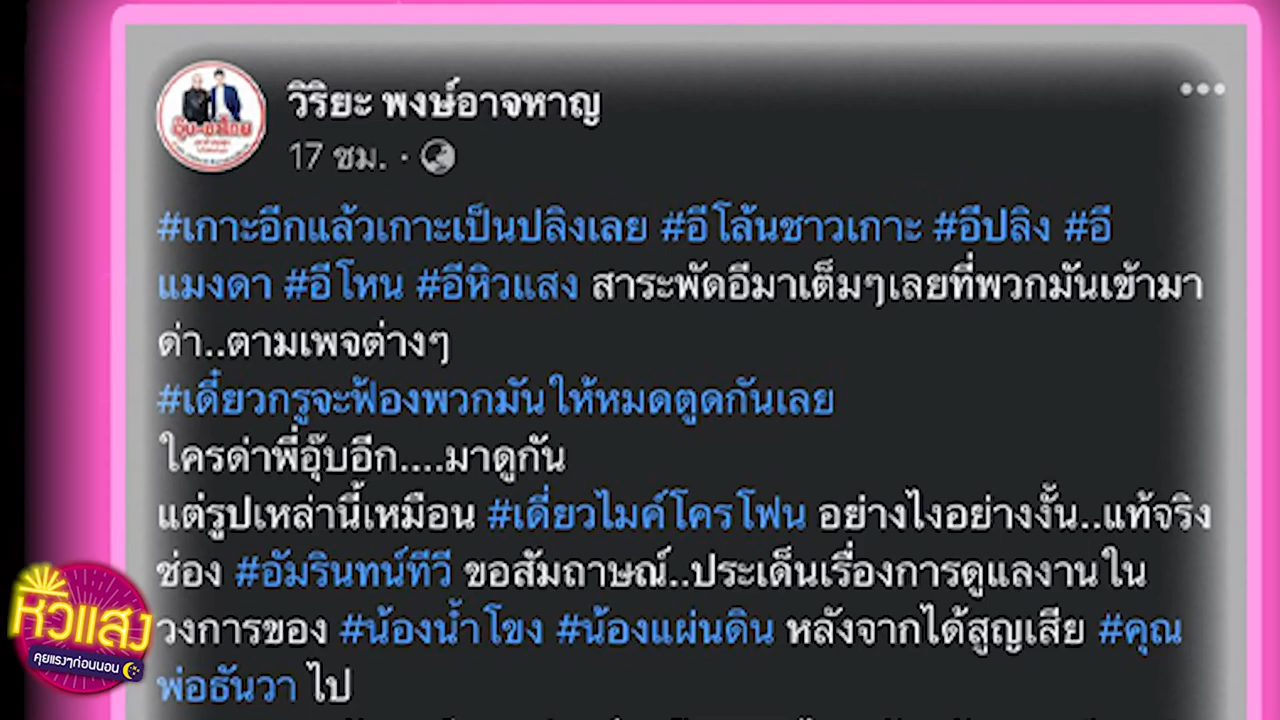 วิริยะ พงษ์อาจหาญ
17 ชม. ·
#เกาะอีกแล้วเกาะเป็นปลิงเลย #อีโล้นชาวเกาะ #อีปลิง #อี
แมงดา #อีโหน #อีหิวแสง สาระพัดอีมาเต็มๆเลยที่พวกมันเข้ามา
ด่า..ตามเพจต่างๆ
#เดี๋ยวกรูจะฟ้องพวกมันให้หมดตูดกันเลย
ใครด่าพี่อุ๊บอีก....มาดูกัน
แต่รูปเหล่านี้เหมือน #เดี่ยวไมค์โครโฟน อย่างไงอย่างงั้น..แท้จริง
ช่อง #อัมรินทน์ทีวี ขอสัมถาษณ์..ประเด็นเรื่องการดูแลงานใน
วงการของ #น้องน้ำโขง #น้องแผ่นดิน หลังจากได้สูญเสีย #คุณ
พ่อธันวา ไป
หิวแสง
คุยแรงๆก่อนนอน